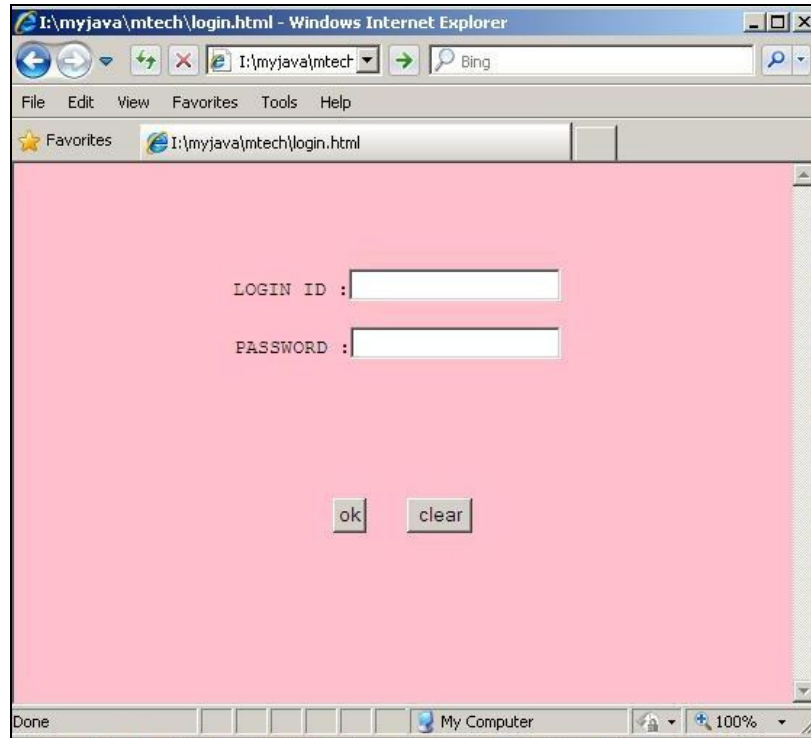 I:\myjava\mtech\login.html - Windows Internet Explorer
I:\myjava\mtech Bing
File Edit View Favorites Tools Help
Favorites I:\myjava\mtech\login.html
LOGIN ID :
PASSWORD :
ok clear
Done My Computer 100%